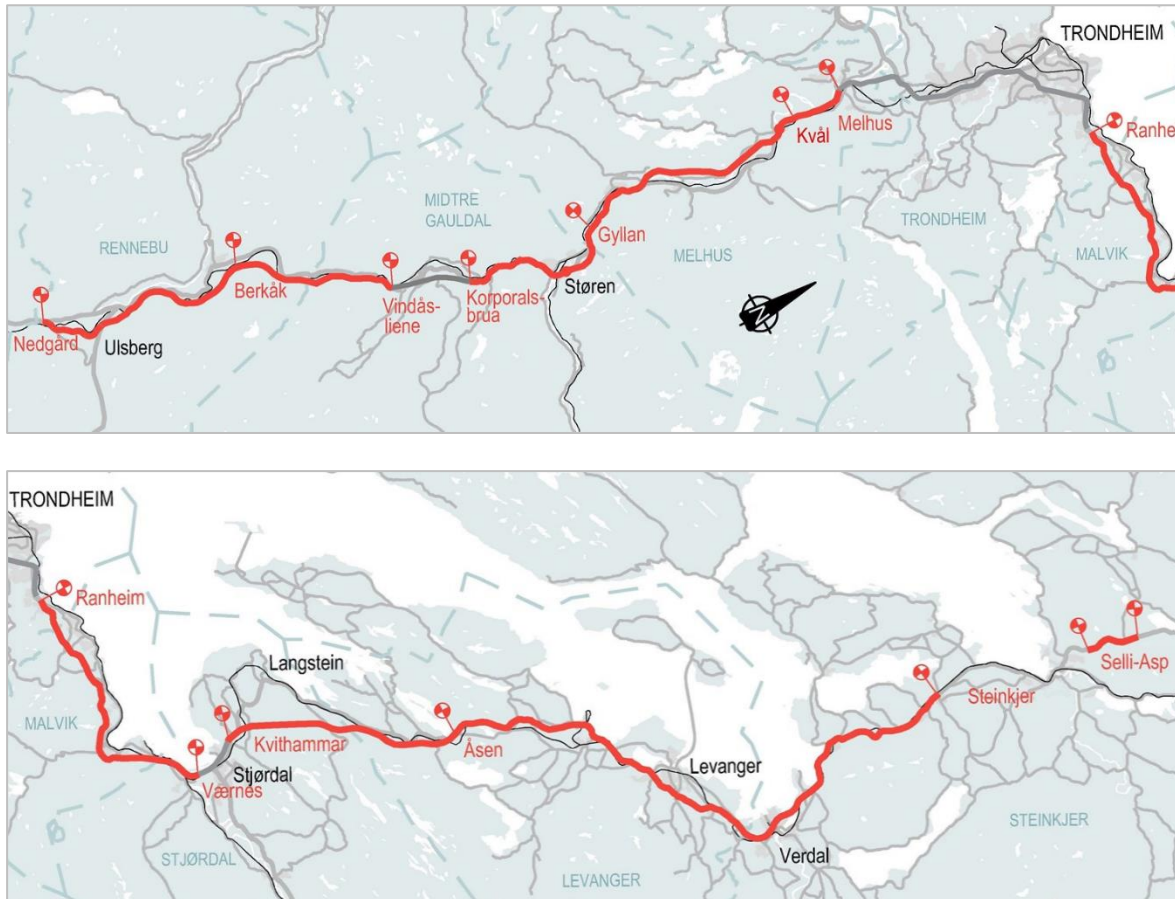 TRONDHEIM
Ranhe
Melhus
Kvål
MIDTRE
GAULDAL
TRONDHEIM
RENNEBU
Gyllan
MELHUS
MALVIK
Berkåk
Støren
Vindås-
liene
Korporals-
brua
Nedgård
Ulsberg
N
TRONDHEIM
Ranheim
Langstein
Selli-Asp
MALVIK
Steinkjer
Kvithammar
Åsen
Levanger
Stjørdal
Værnes
STEINKJER
Verdal
STJØRDAL
LEVANGER